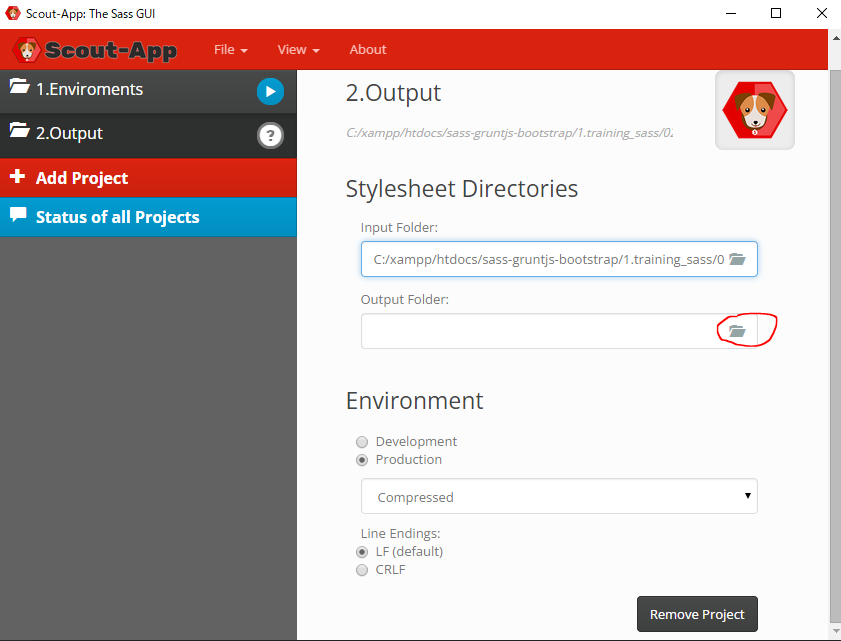 Scout-App: The Sass GUI
Scout-App File View About
1.Enviroments
2.Output
Add Project
Status of all Projects
2.Output
C:/xampp/htdocs/sass-gruntjs-bootstrap/1.training_sass/02
Stylesheet Directories
Input Folder:
C:/xampp/htdocs/sass-gruntjs-bootstrap/1.training_sass/0
Output Folder:
Environment
Development
Production
Compressed
Line Endings:
LF (default)
CRLF
Remove Project